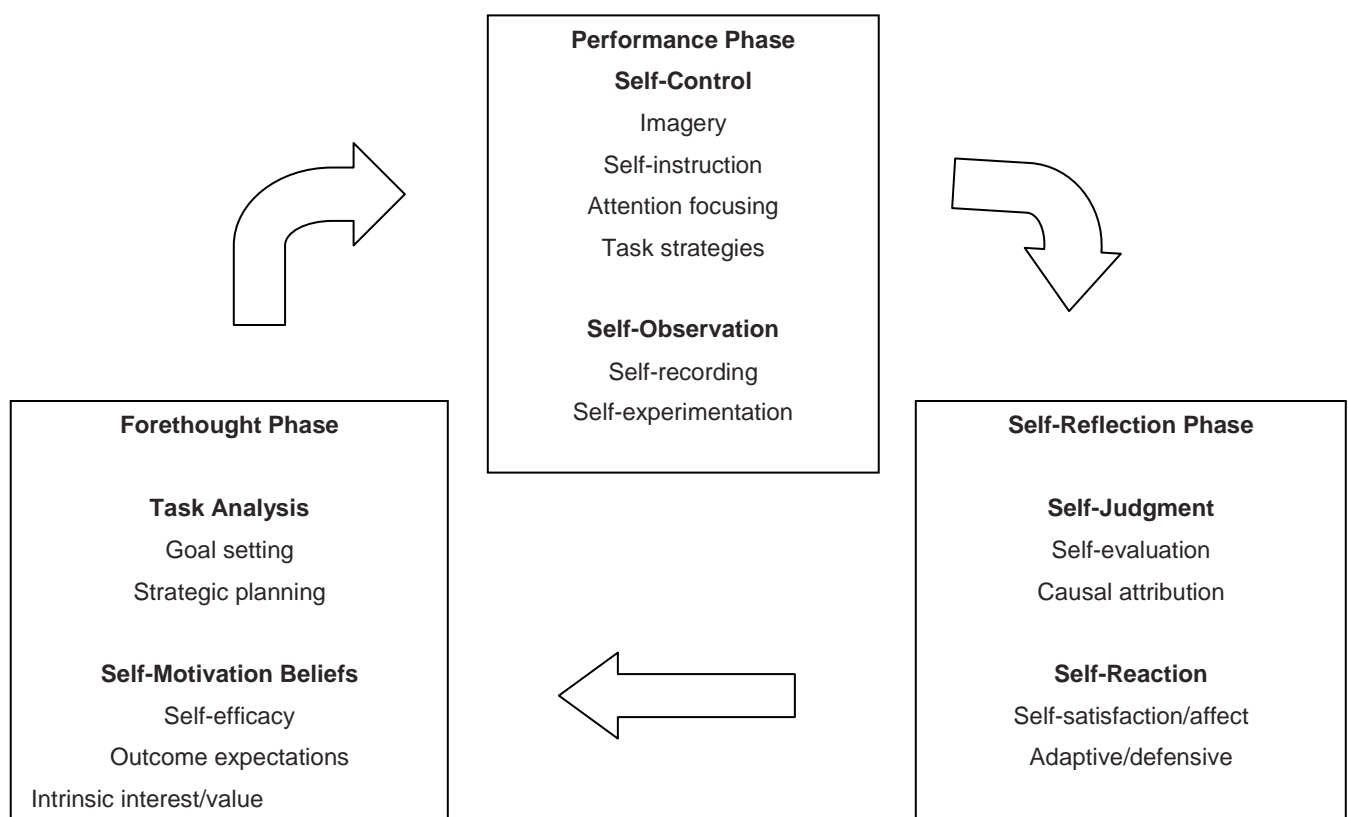 Performance Phase
Self-Control
Imagery
Self-instruction
Attention focusing
Task strategies
Self-Observation
Self-recording
Self-experimentation
Forethought Phase
Task Analysis
Goal setting
Strategic planning
Self-Motivation Beliefs
Self-efficacy
Outcome expectations
Intrinsic interest/value
Self-Reflection Phase
Self-Judgment
Self-evaluation
Causal attribution
Self-Reaction
Self-satisfaction/affect
Adaptive/defensive